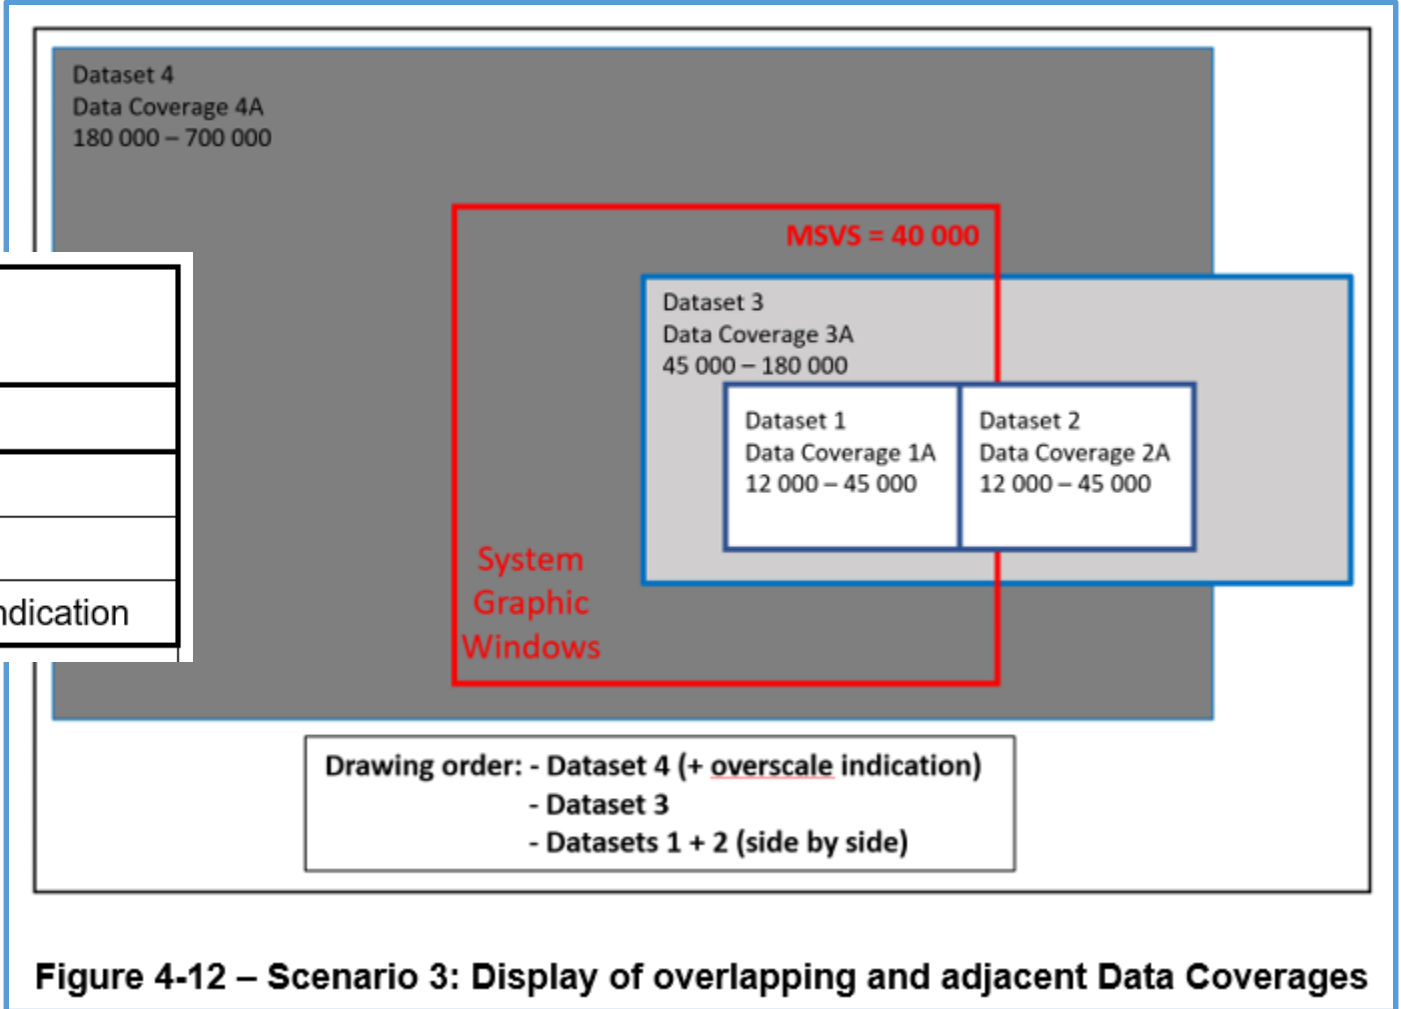 Dataset 4
Data Coverage 4A
180 000 – 700 000
MSVS = 40 000
Dataset 3
Data Coverage 3A
45 000 – 180 000
Dataset 1
Data Coverage 1A
12 000 – 45 000
Dataset 2
Data Coverage 2A
12 000 – 45 000
System
Graphic
Windows
Drawing order: - Dataset 4 (+ overscale indication)
- Dataset 3
- Datasets 1 + 2 (side by side)
Figure 4-12 – Scenario 3: Display of overlapping and adjacent Data Coverages